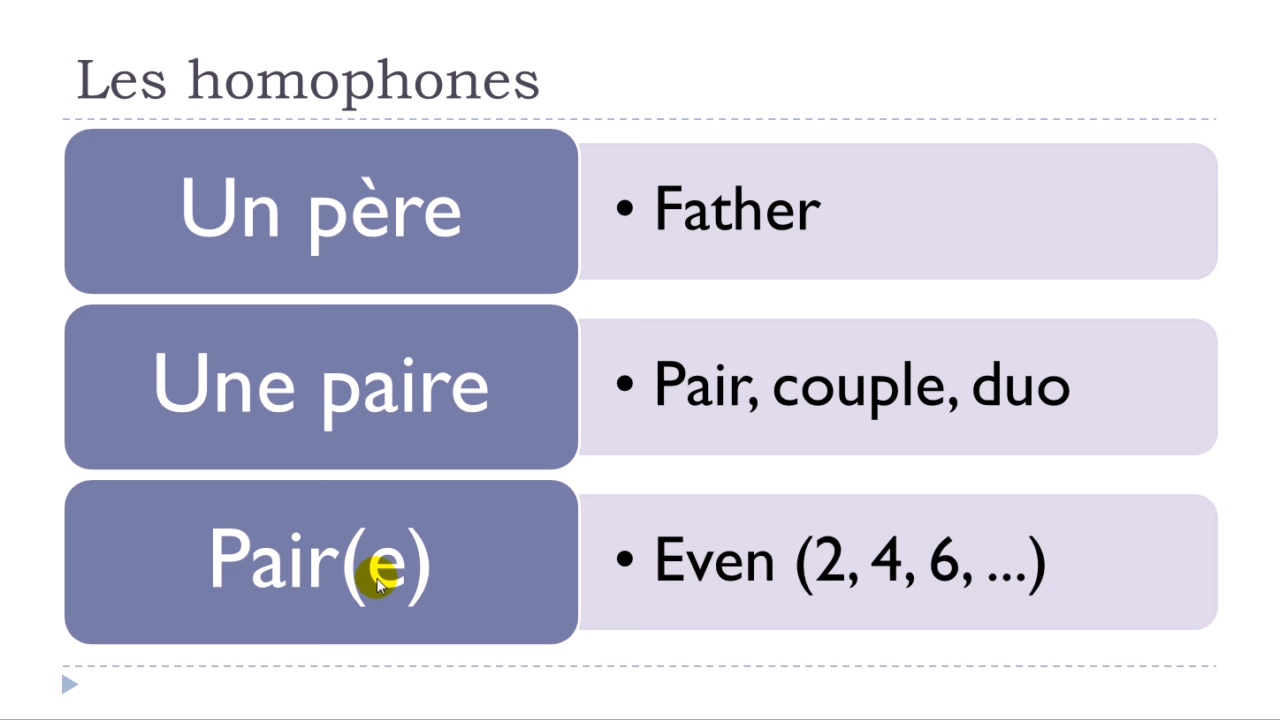 Les homophones
Un père
• Father
Une paire
• Pair, couple, duo
Pair(e)
• Even (2, 4, 6, ...)